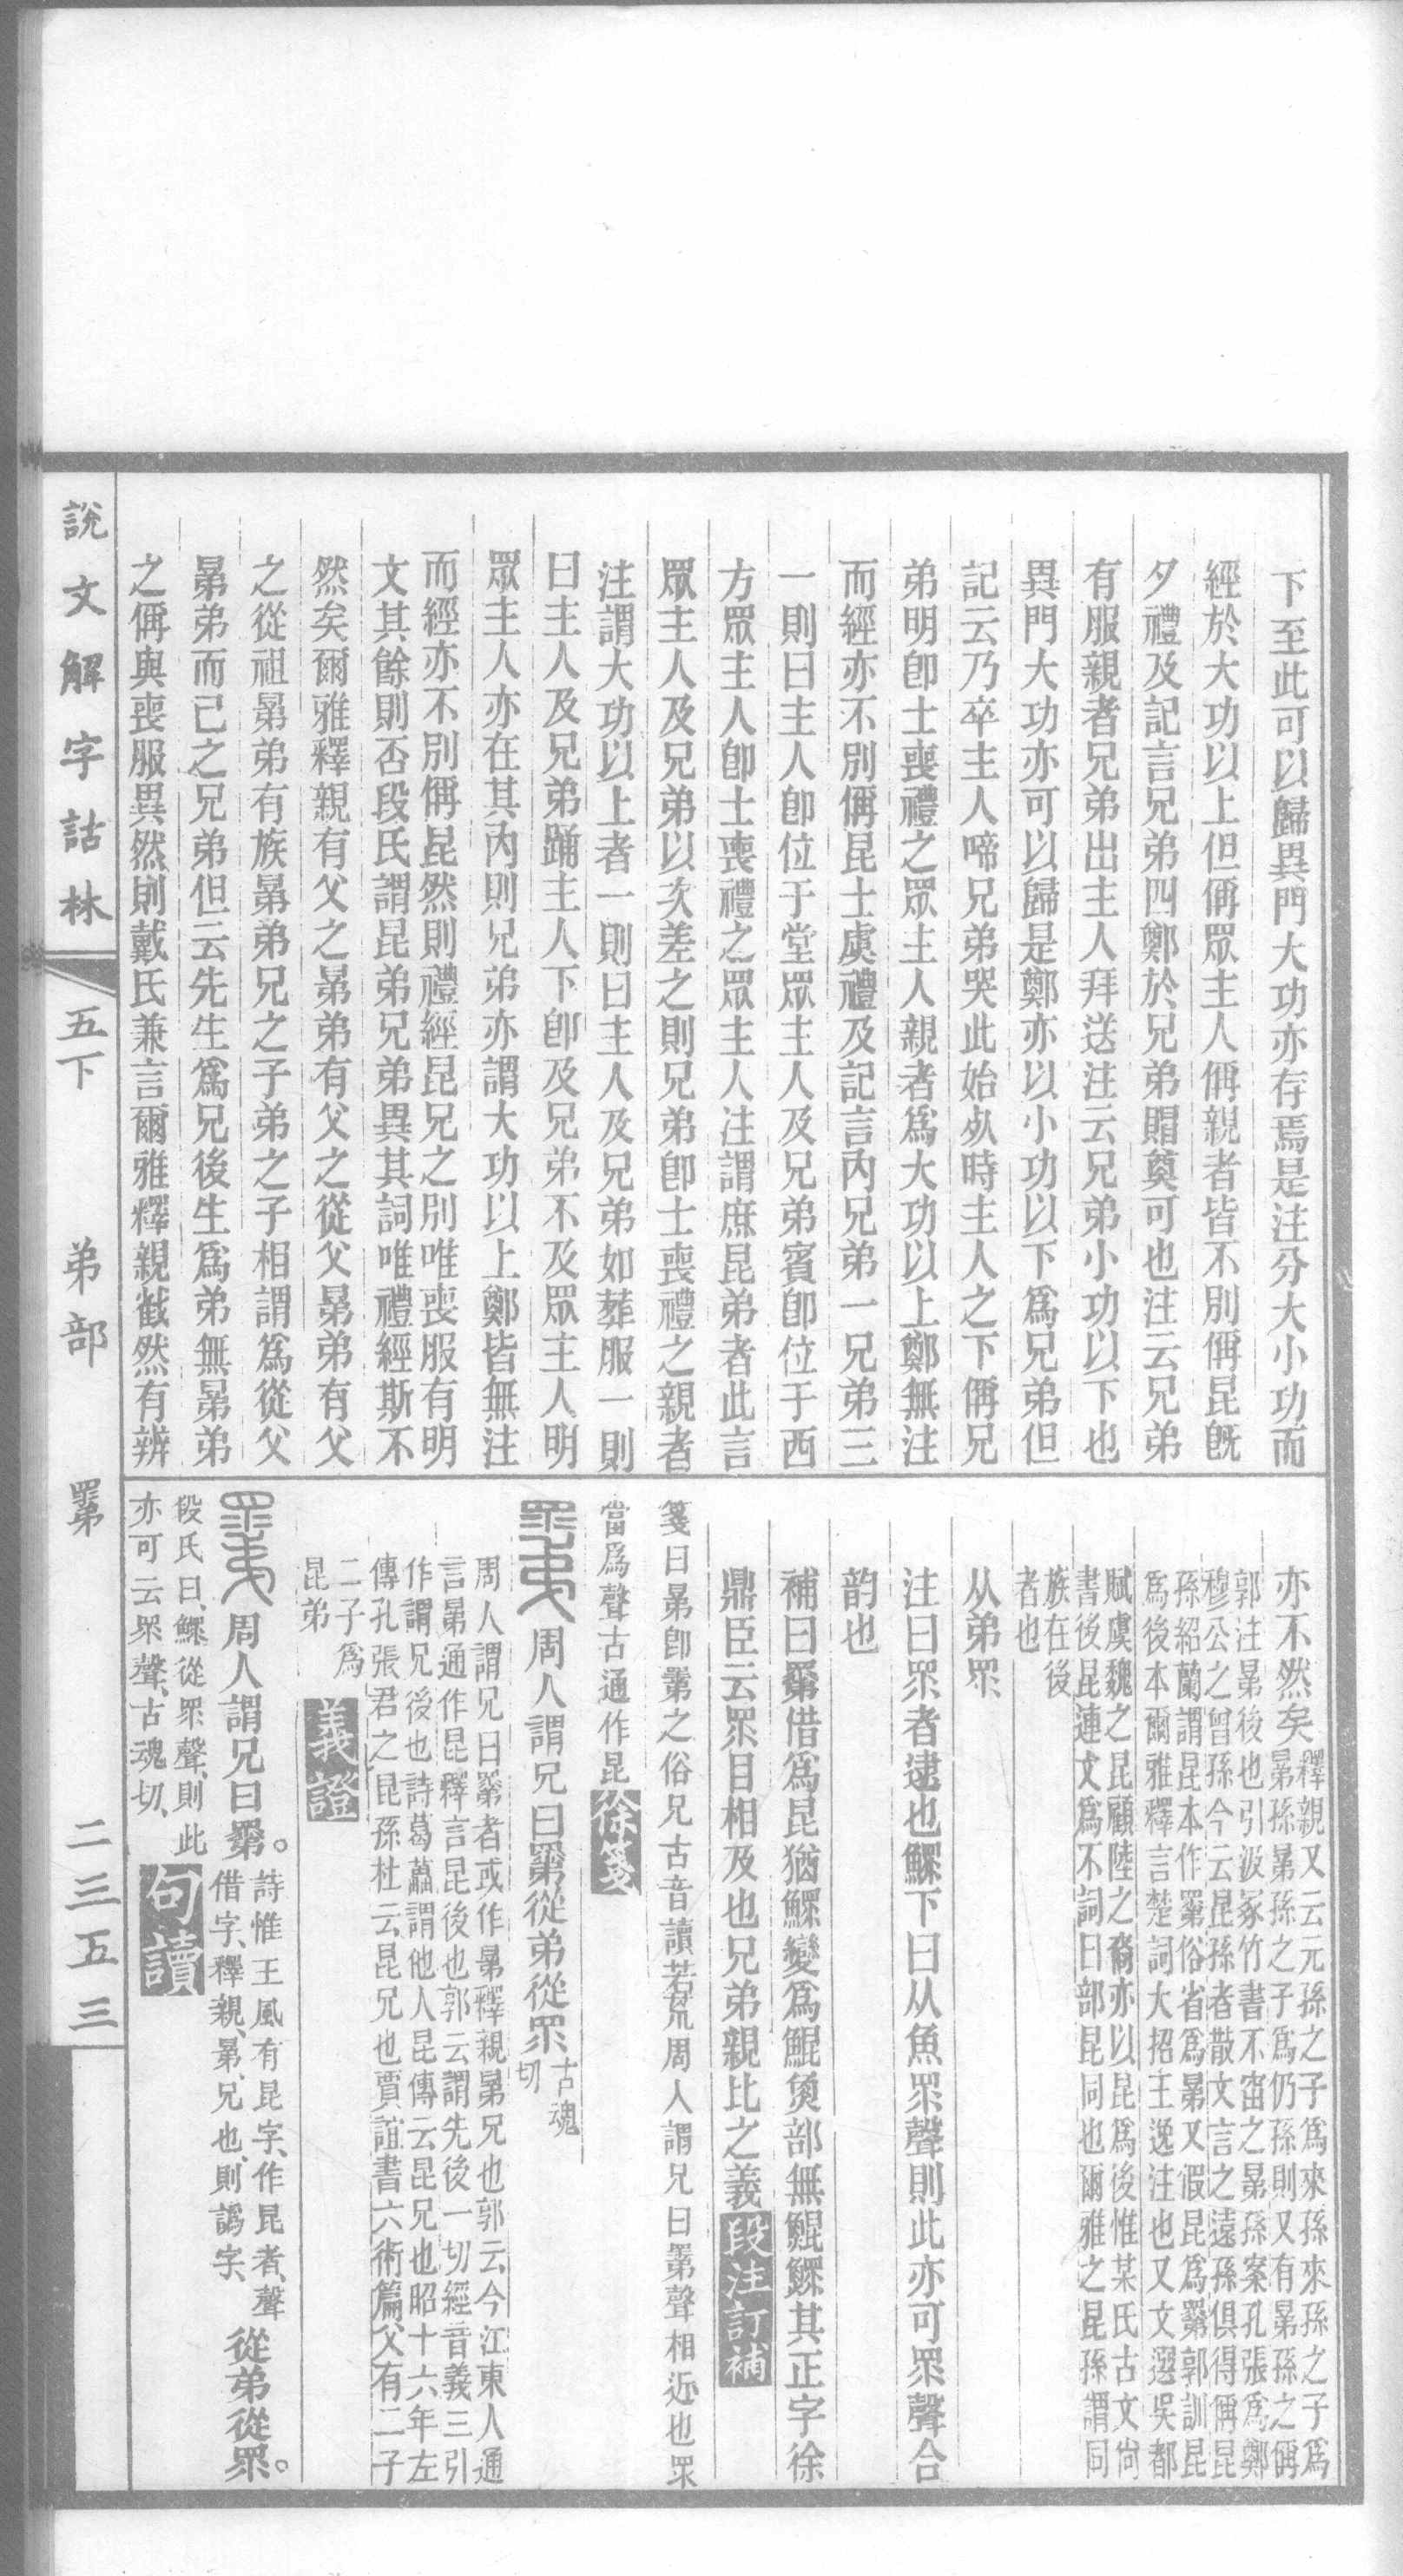 下至此可以歸異門大功亦存焉是注分大小功而
經於大功以上但偁眾主人偁親者皆不別偁昆旣
夕禮及記言兄弟四鄭於兄弟賵奠可也注云兄弟
有服親者兄弟出主人拜送注云兄弟小功以下也
異門大功亦可以歸是鄭亦以小功以下爲兄弟但
記云乃卒主人啼兄弟哭此始𣦸時主人之下偁兄
弟明卽士喪禮之眾主人親者爲大功以上鄭無注
而經亦不別偁昆士虞禮及記言內兄弟一兄弟三
一則曰主人卽位于堂眾主人及兄弟賓卽位于西
方眾主人卽士喪禮之眾主人注謂庶昆弟者此言
眾主人及兄弟以次差之則兄弟卽士喪禮之親者
注謂大功以上者一則曰主人及兄弟如葬服一則
曰主人及兄弟踊主人下卽及兄弟不及眾主人明
眾主人亦在其內則兄弟亦謂大功以上鄭皆無注
而經亦不別偁昆然則禮經昆兄之別唯喪服有明
文其餘則否段氏謂昆弟兄弟異其詞唯禮經斯不
然矣爾雅釋親有父之晜弟有父之從父晜弟有父
之從祖晜弟有族晜弟兄之子弟之子相謂爲從父
晜弟而己之兄弟但云先生爲兄後生爲弟無晜弟
之偁與喪服異然則戴氏兼言爾雅釋親截然有辨
亦不然矣
釋親又云元孫之子爲來孫來孫之子爲
晜孫晜孫之子爲仍孫則又有晜孫之偁
郭注晜後也引汲冢竹書不窋之晜孫案孔張爲鄭
穆公之曾孫今云昆孫者散文言之遠孫俱得偁昆
孫紹蘭謂昆本作𥊽俗省爲晜又假昆爲𥊽郭訓昆
爲後本爾雅釋言楚詞大招王逸注也又文選吳都
賦虞魏之昆顧陸之裔亦以昆爲後惟某氏古文尙
書後昆連文爲不詞曰部昆同也爾雅之昆孫謂同
族在後
者也
从弟眔
注曰眔者逮也鰥下曰从魚眔聲則此亦可眔聲合
韵也
補曰𥊽借爲昆猶鰥變爲鯤魚部無鯤鰥其正字徐
鼎臣云眔目相及也兄弟親比之義段注訂補
箋曰晜卽𥊽之俗兄古音讀若荒周人謂兄曰𥊽聲相近也眔
當爲聲古通作昆徐箋
𥊽周人謂兄曰𥊽從弟從眔
古魂
切
周人謂兄曰𥊽者或作晜釋親晜兄也郭云今江東人通
言晜通作昆釋言昆後也郭云謂先後一切經音義三引
作謂兄後也詩葛藟謂他人昆傳云昆兄也昭十六年左
傳孔張君之昆孫杜云昆兄也賈誼書六術篇父有二子
二子爲
昆弟
義證
𥊽周人謂兄曰𥊽。
詩惟王風有昆字、作昆者、聲
借字、釋親、晜、兄也、則譌字、
從弟從眔。
段氏曰、鰥從眔聲、則此
亦可云眔聲、古魂切、
句讀
說文解字詁林
五下
弟部
𥊽
二三五三